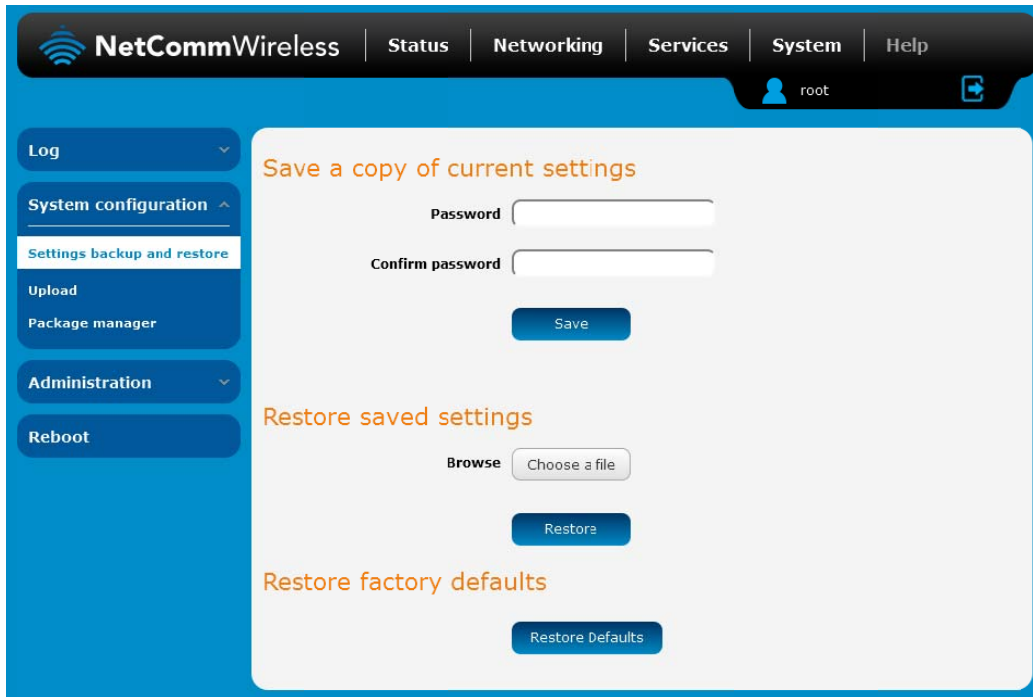 NetCommWireless Status Networking Services System Help
root
Log
System configuration
Settings backup and restore
Upload
Package manager
Administration
Reboot
Save a copy of current settings
Password
Confirm password
Save
Restore saved settings
Browse Choose a file
Restore
Restore factory defaults
Restore Defaults